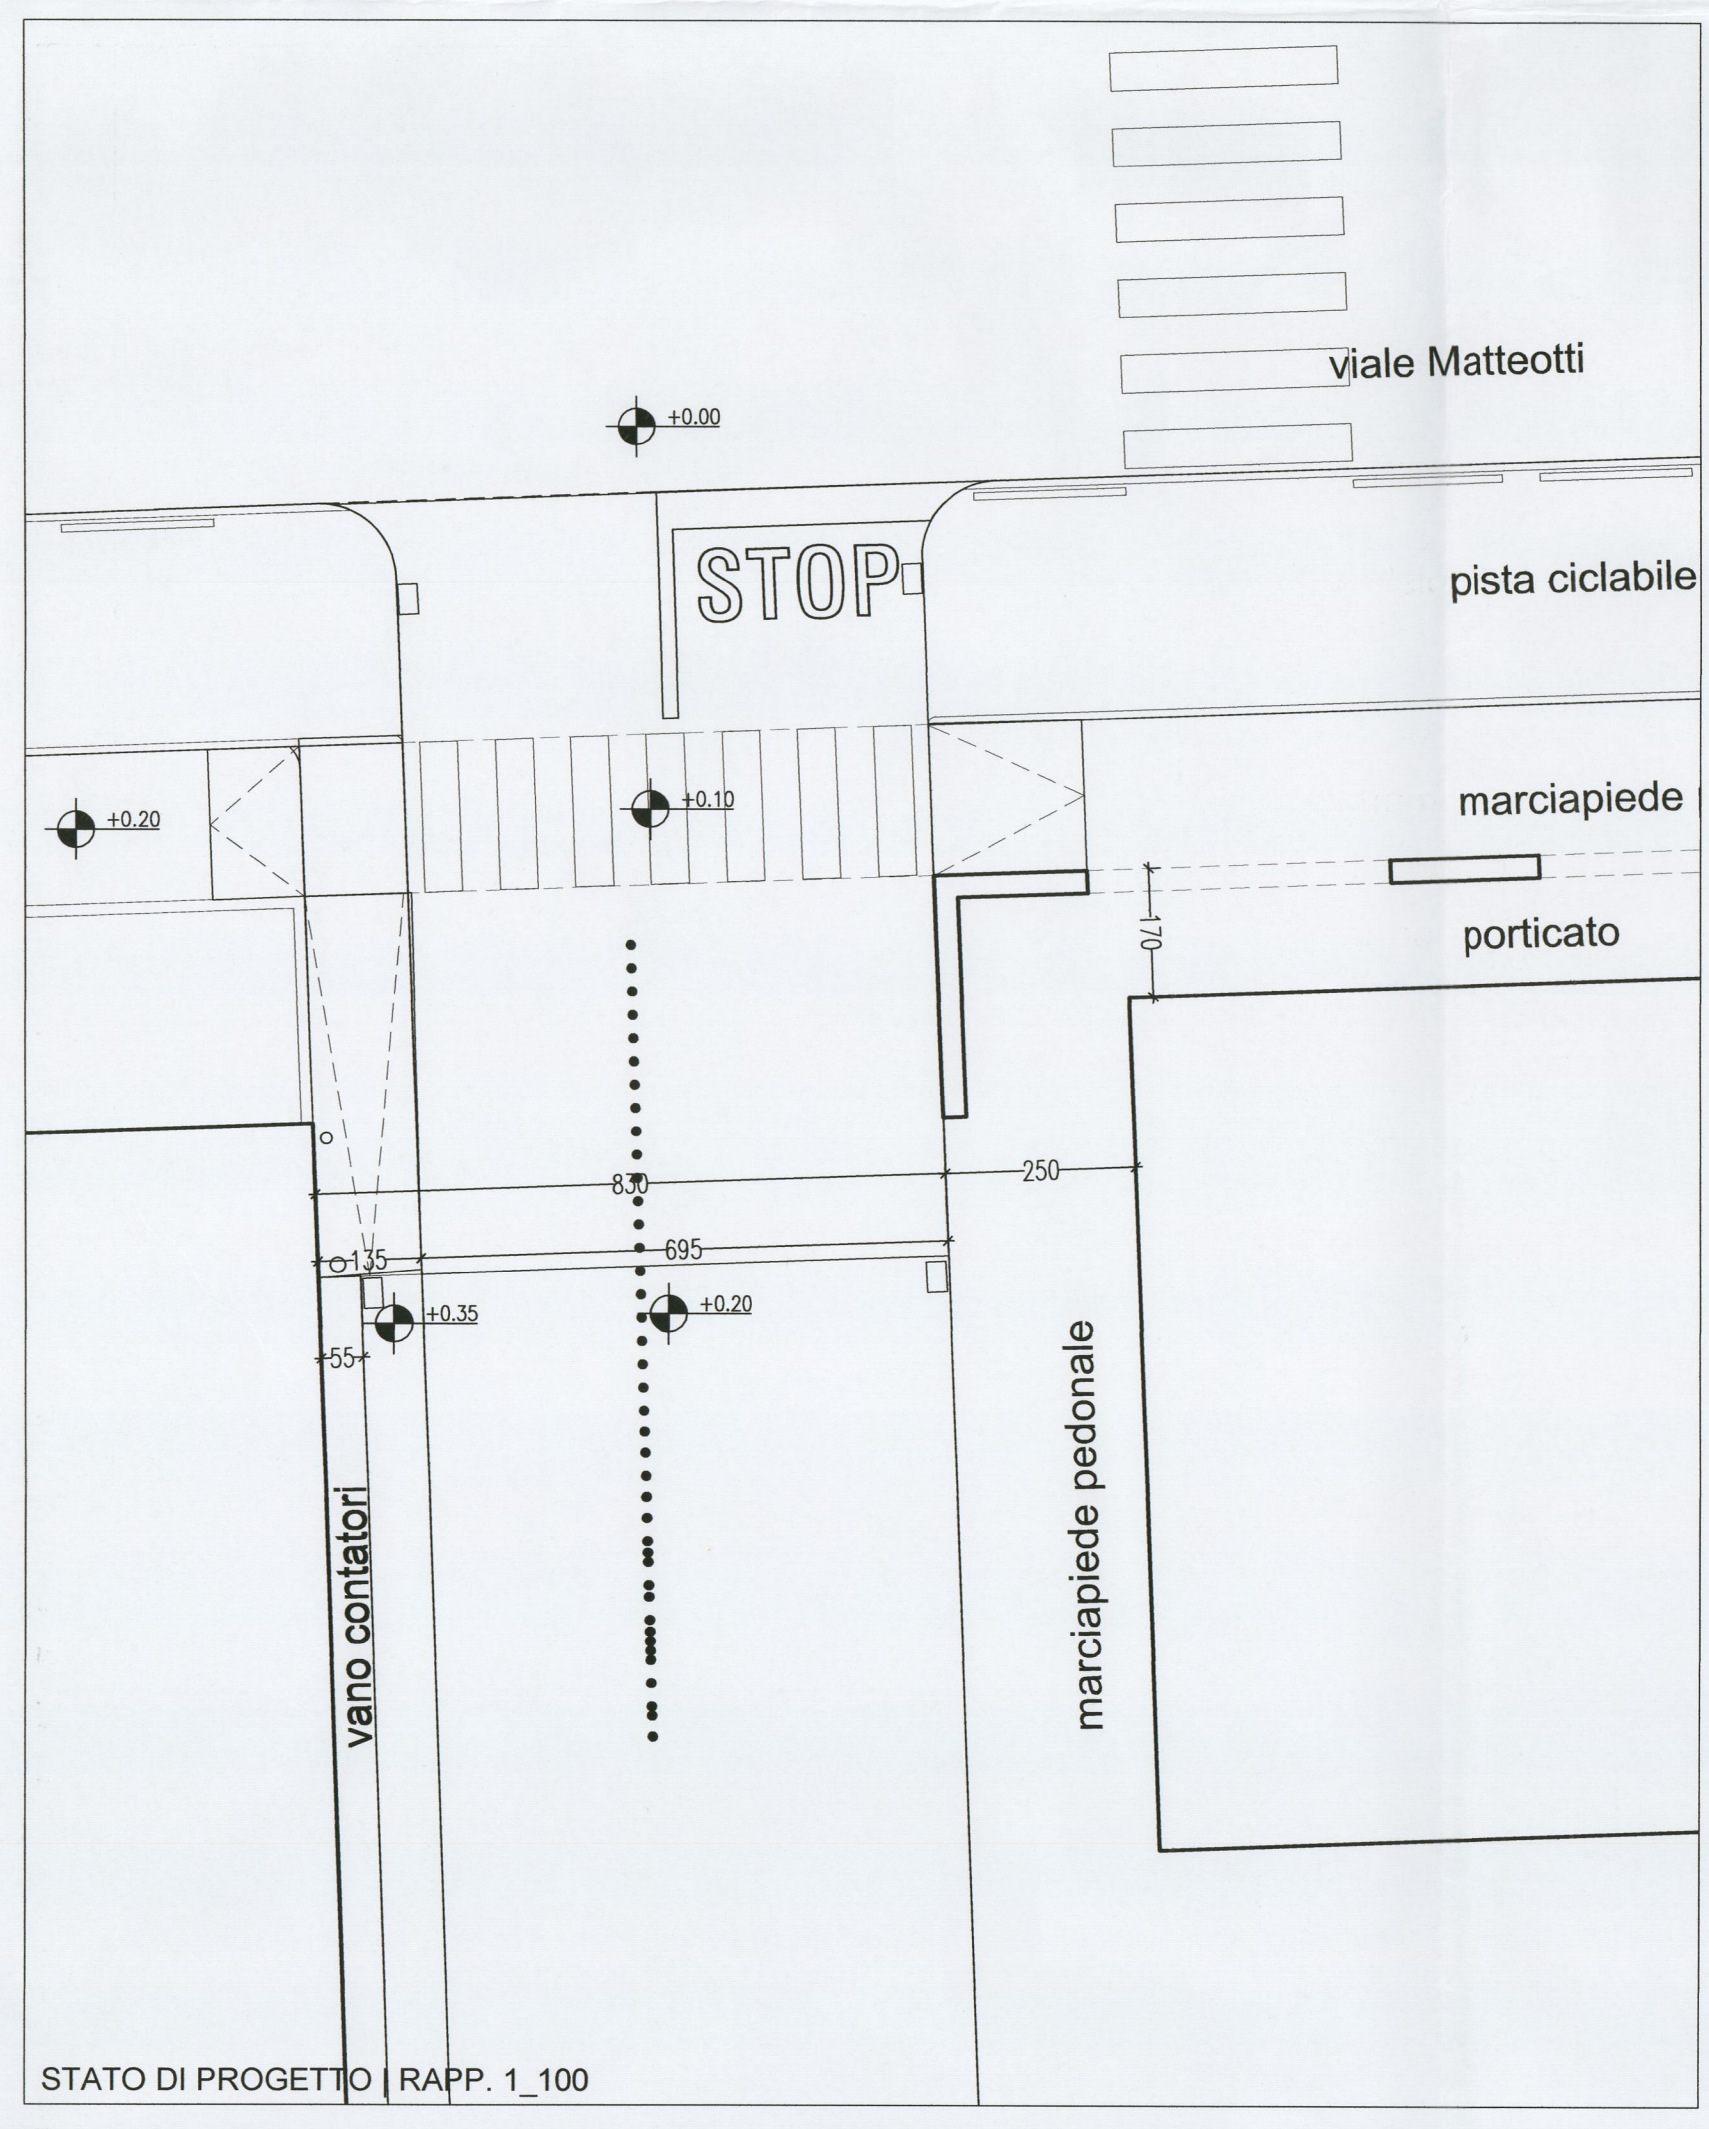 viale Matteotti
+0.00
STOP
pista ciclabile
+0.20
+0.10
marciapiede
170
porticato
830
250
135
695
+0.35
+0.20
55
marciapiede pedonale
vano contatori
STATO DI PROGETTO | RAPP. 1_100